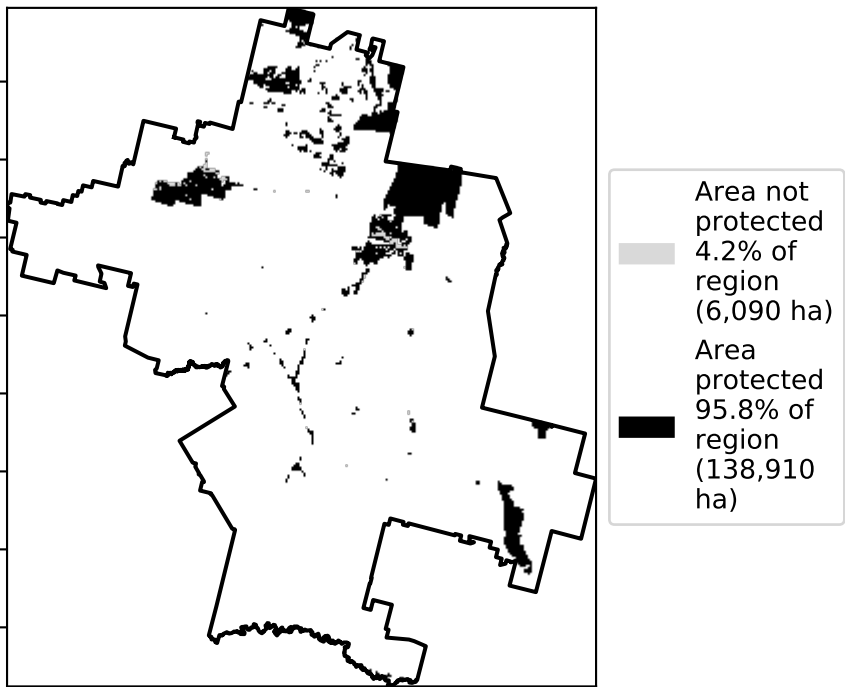 Area not
protected
4.2% of
region
(6,090 ha)
Area
protected
95.8% of
region
(138,910
ha)